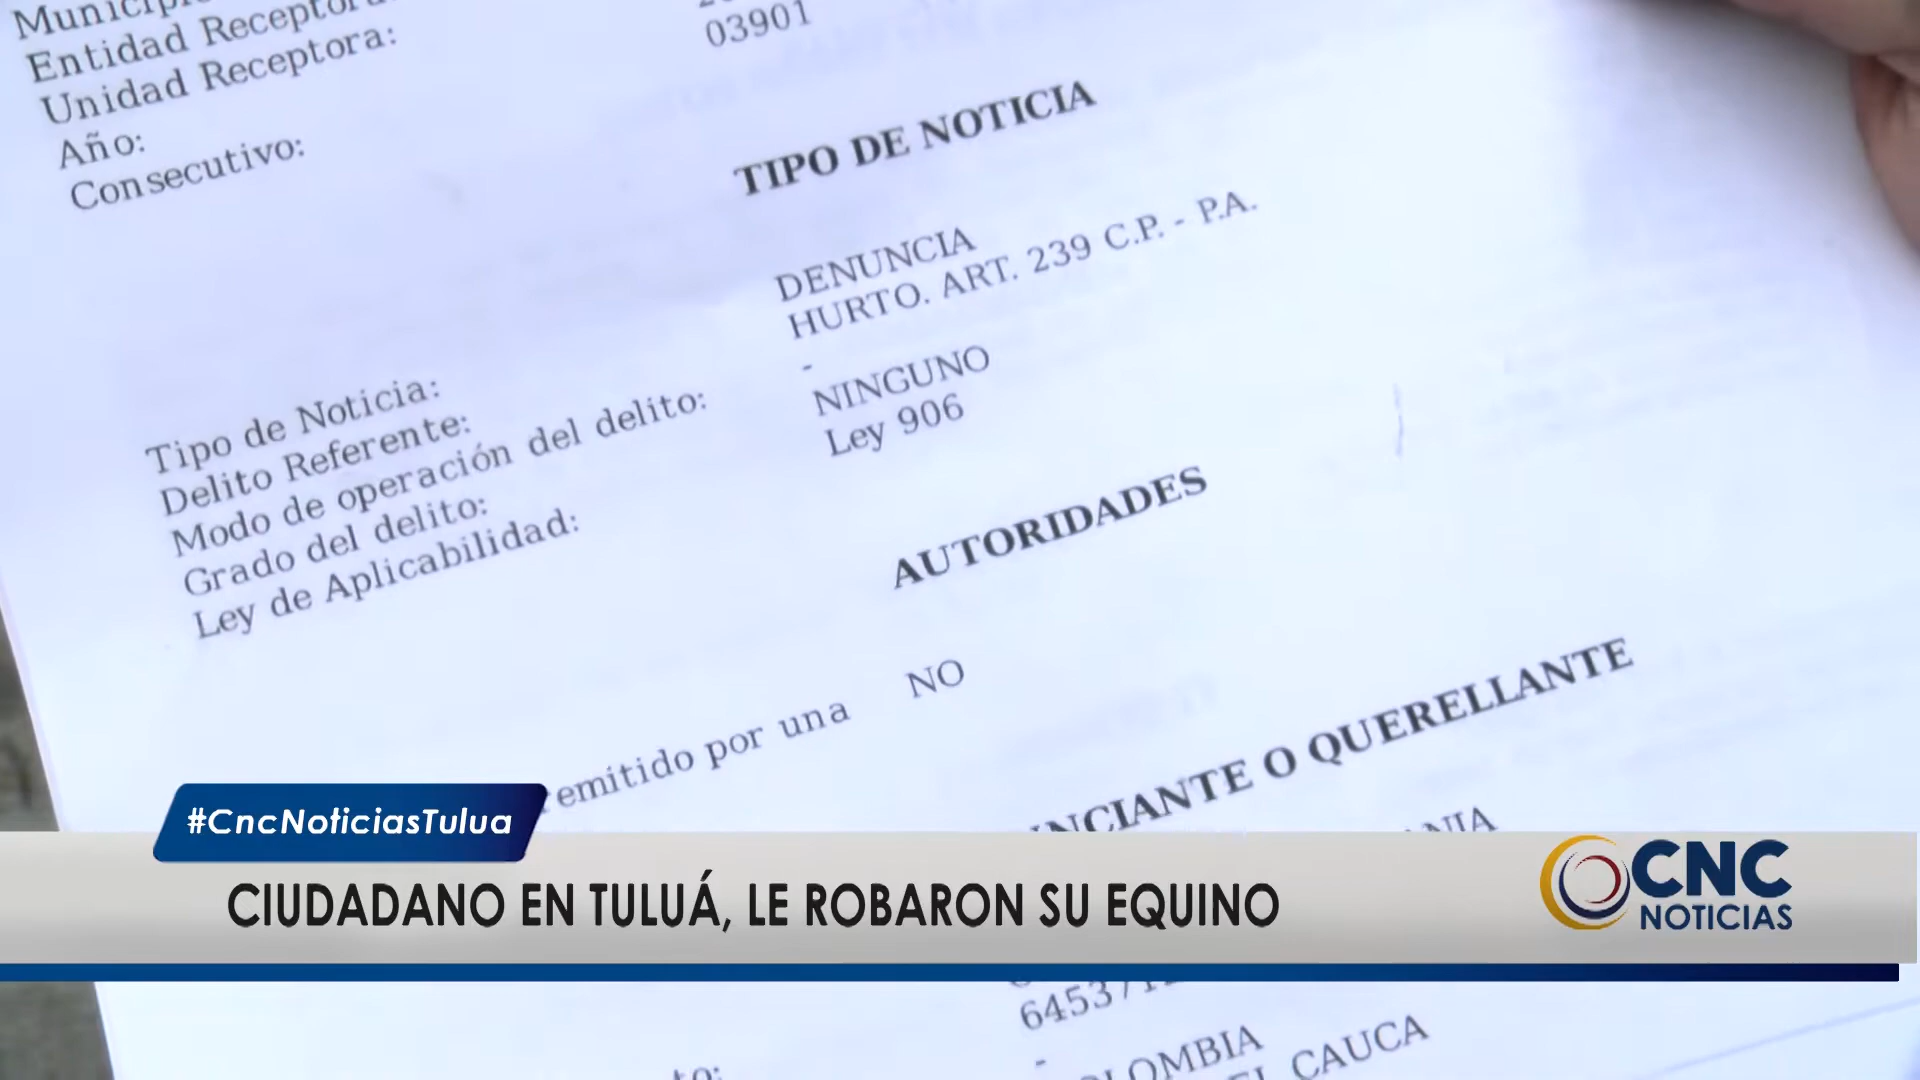 Entidad Receptora:
Unidad Receptora:
Año:
Consecutivo:
03901
TIPO DE NOTICIA
Tipo de Noticia:
DENUNCIA
Delito Referente:
HURTO. ART. 239 C.P. - P.A.
Modo de operación del delito:
-
Grado del delito:
NINGUNO
Ley de Aplicabilidad:
Ley 906
AUTORIDADES
por una
NO
O QUERELLANTE
#CncNoticiasTulua
CIUDADANO EN TULUÁ, LE ROBARON SU EQUINO
CNC
NOTICIAS
-
CAUCA